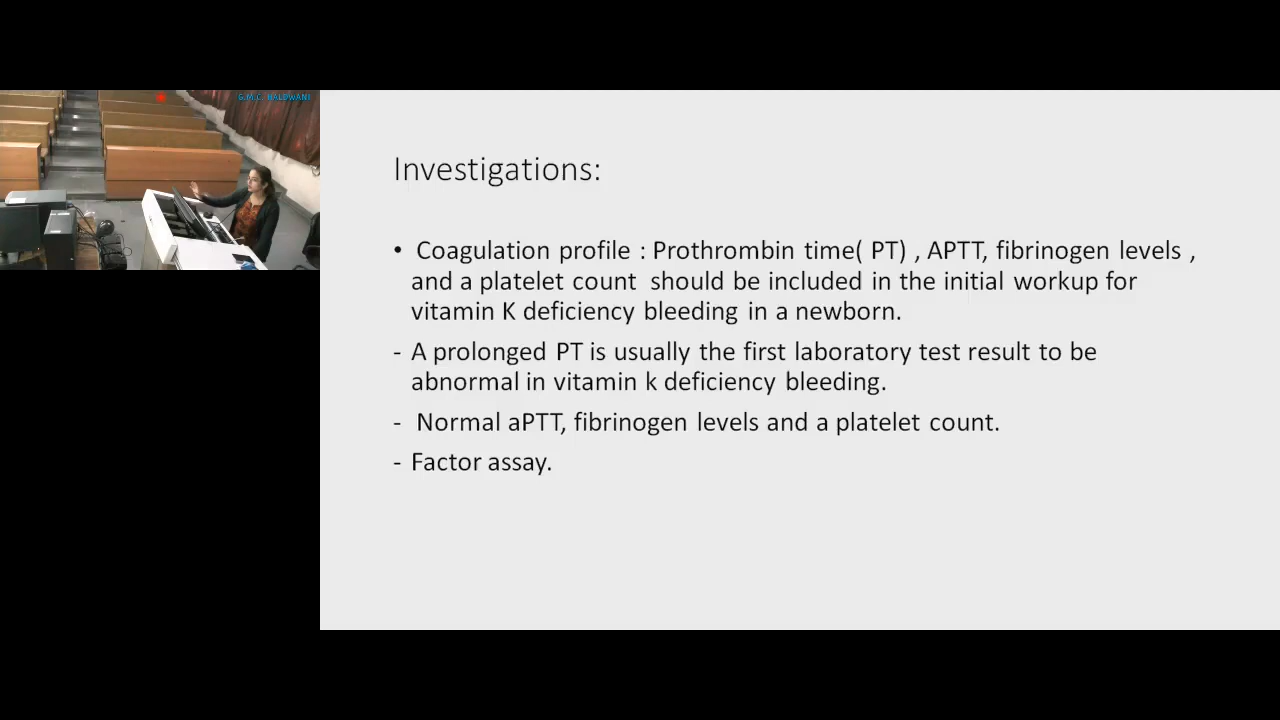 G.M.C. HALDWANI
Investigations:
• Coagulation profile : Prothrombin time( PT) , APTT, fibrinogen levels ,
and a platelet count should be included in the initial workup for
vitamin K deficiency bleeding in a newborn.
- A prolonged PT is usually the first laboratory test result to be
abnormal in vitamin k deficiency bleeding.
- Normal aPTT, fibrinogen levels and a platelet count.
- Factor assay.